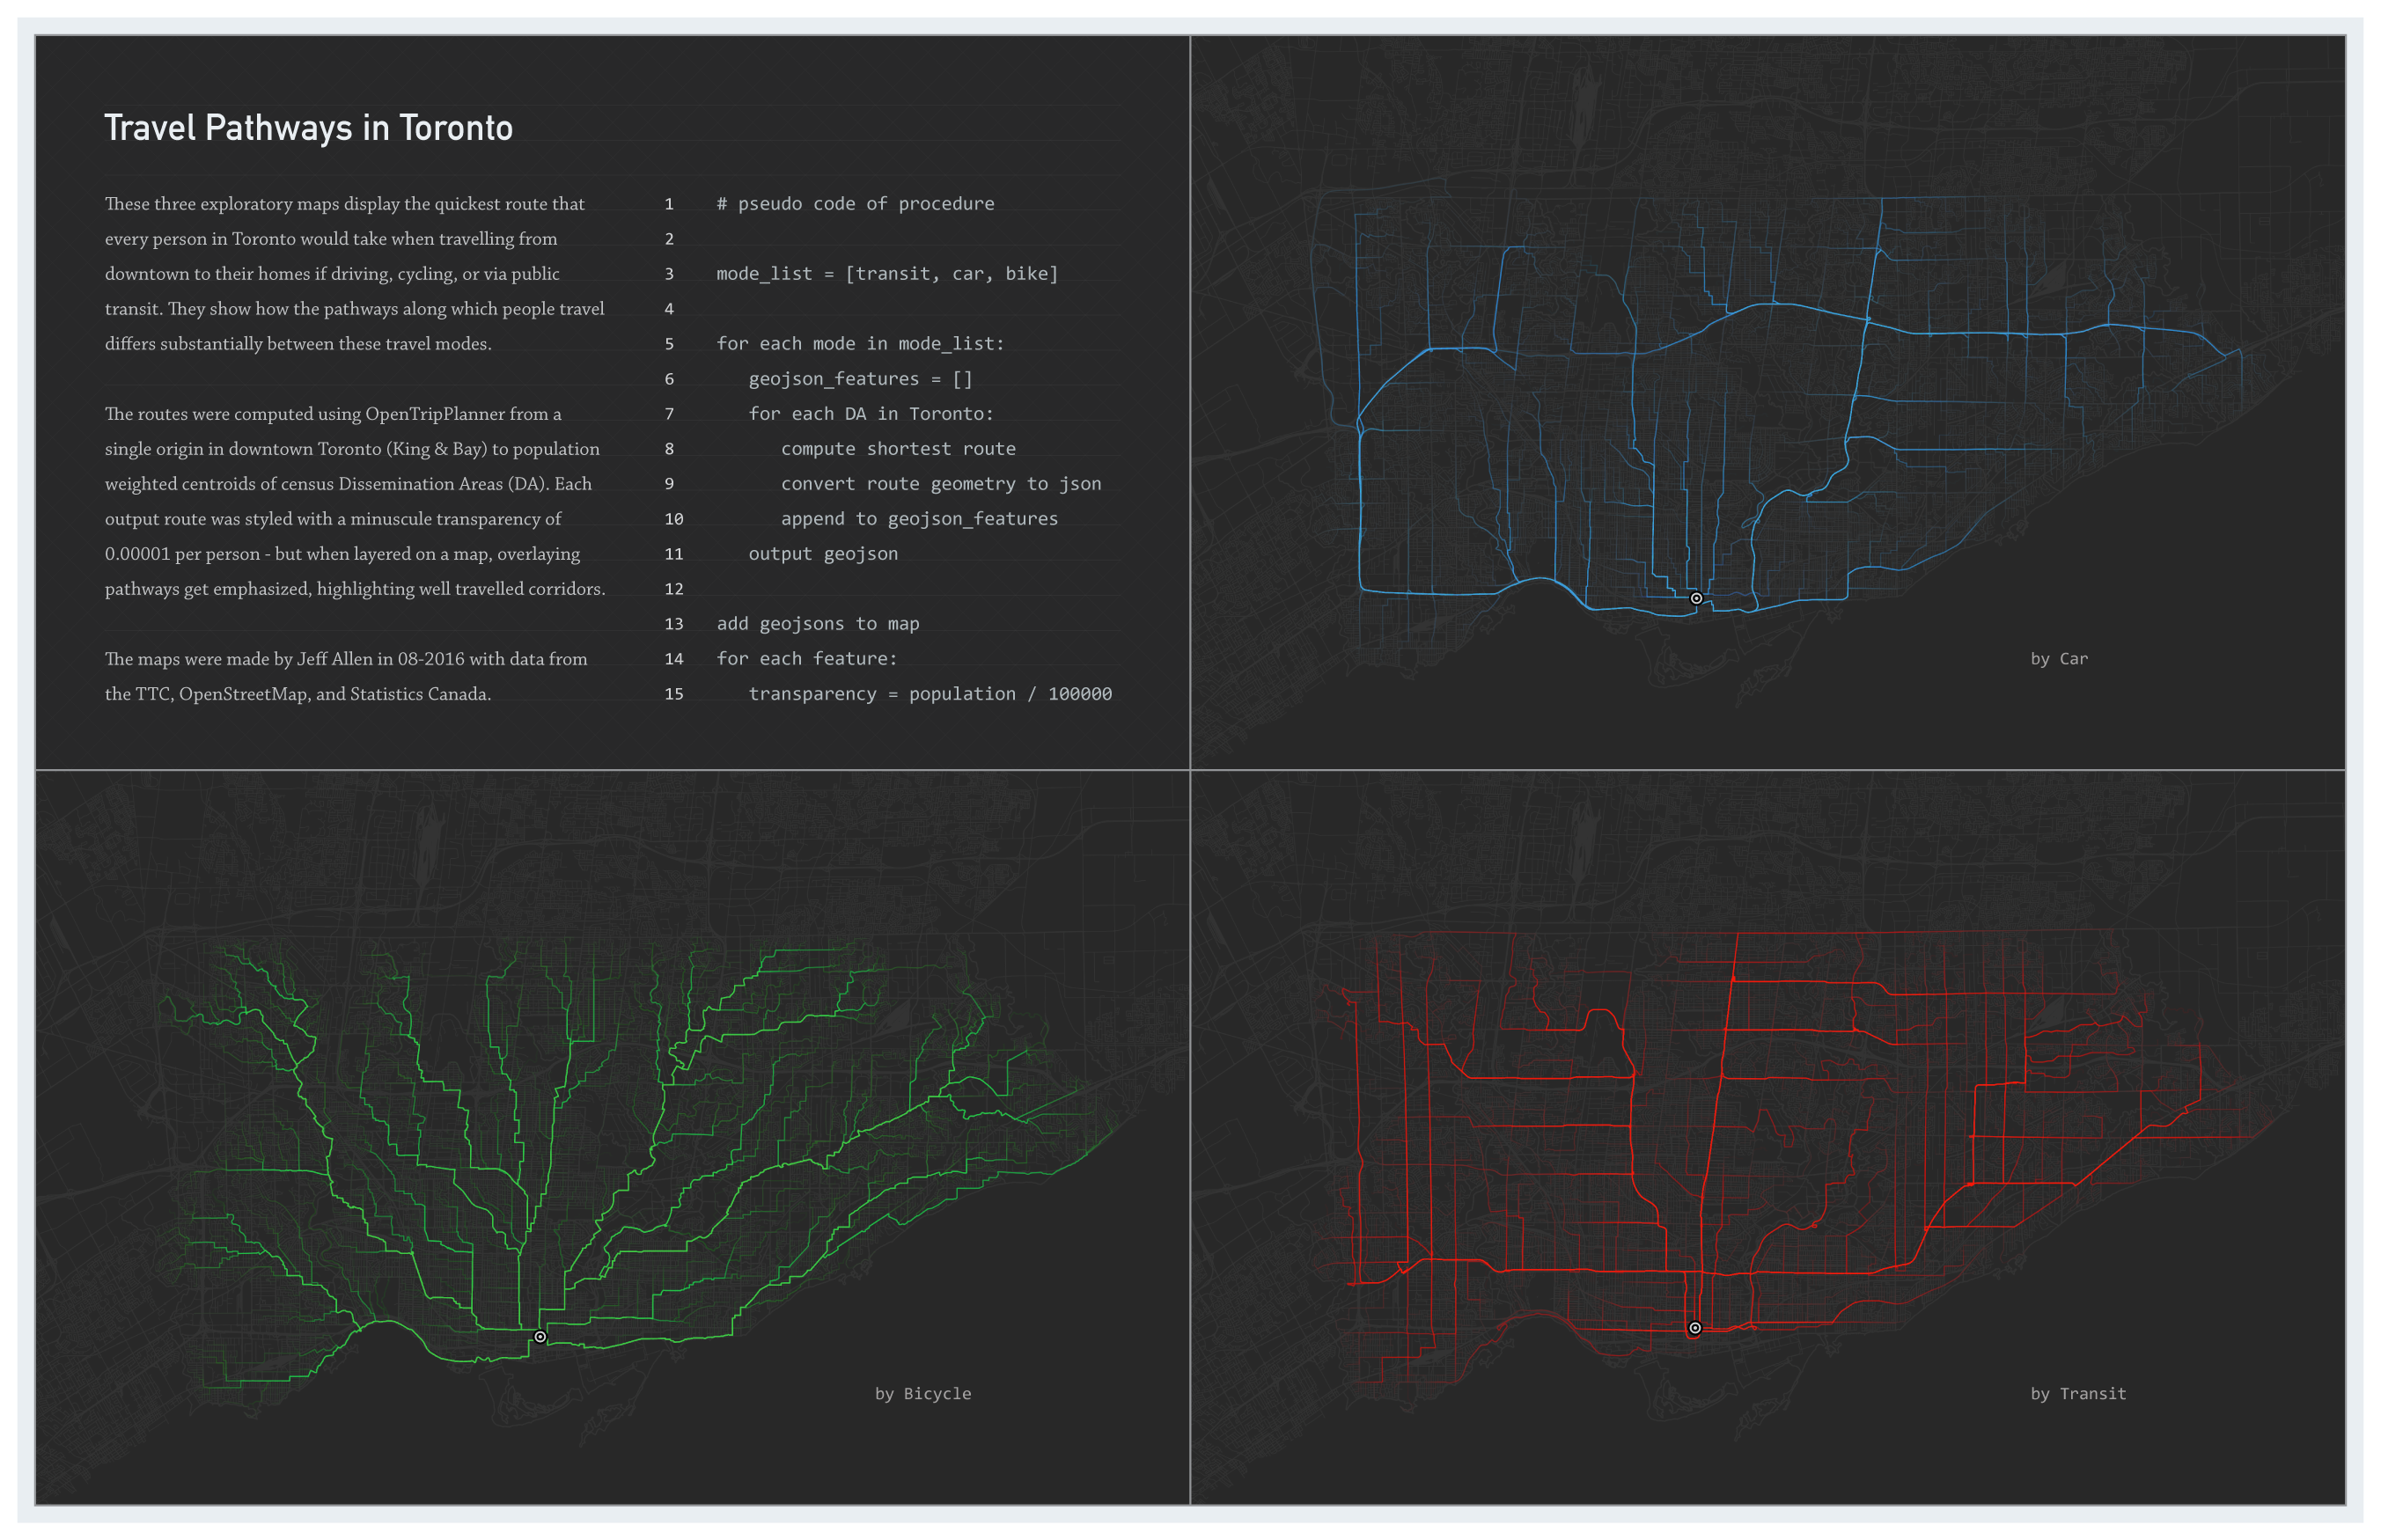 Travel Pathways in Toronto
These three exploratory maps display the quickest route that
every person in Toronto would take when travelling from
downtown to their homes if driving, cycling, or via public
transit. They show how the pathways along which people travel
differs substantially between these travel modes.
The routes were computed using OpenTripPlanner from a
single origin in downtown Toronto (King & Bay) to population
weighted centroids of census Dissemination Areas (DA). Each
output route was styled with a minuscule transparency of
0.00001 per person - but when layered on a map, overlaying
pathways get emphasized, highlighting well travelled corridors.
The maps were made by Jeff Allen in 08-2016 with data from
the TTC, OpenStreetMap, and Statistics Canada.
1 # pseudo code of procedure
2
3 mode_list = [transit, car, bike]
4
5 for each mode in mode_list:
6 geojson_features = []
7 for each DA in Toronto:
8 compute shortest route
9 convert route geometry to json
10 append to geojson_features
11 output geojson
12
13 add geojsons to map
14 for each feature:
15 transparency = population / 100000
by Car
by Bicycle
by Transit